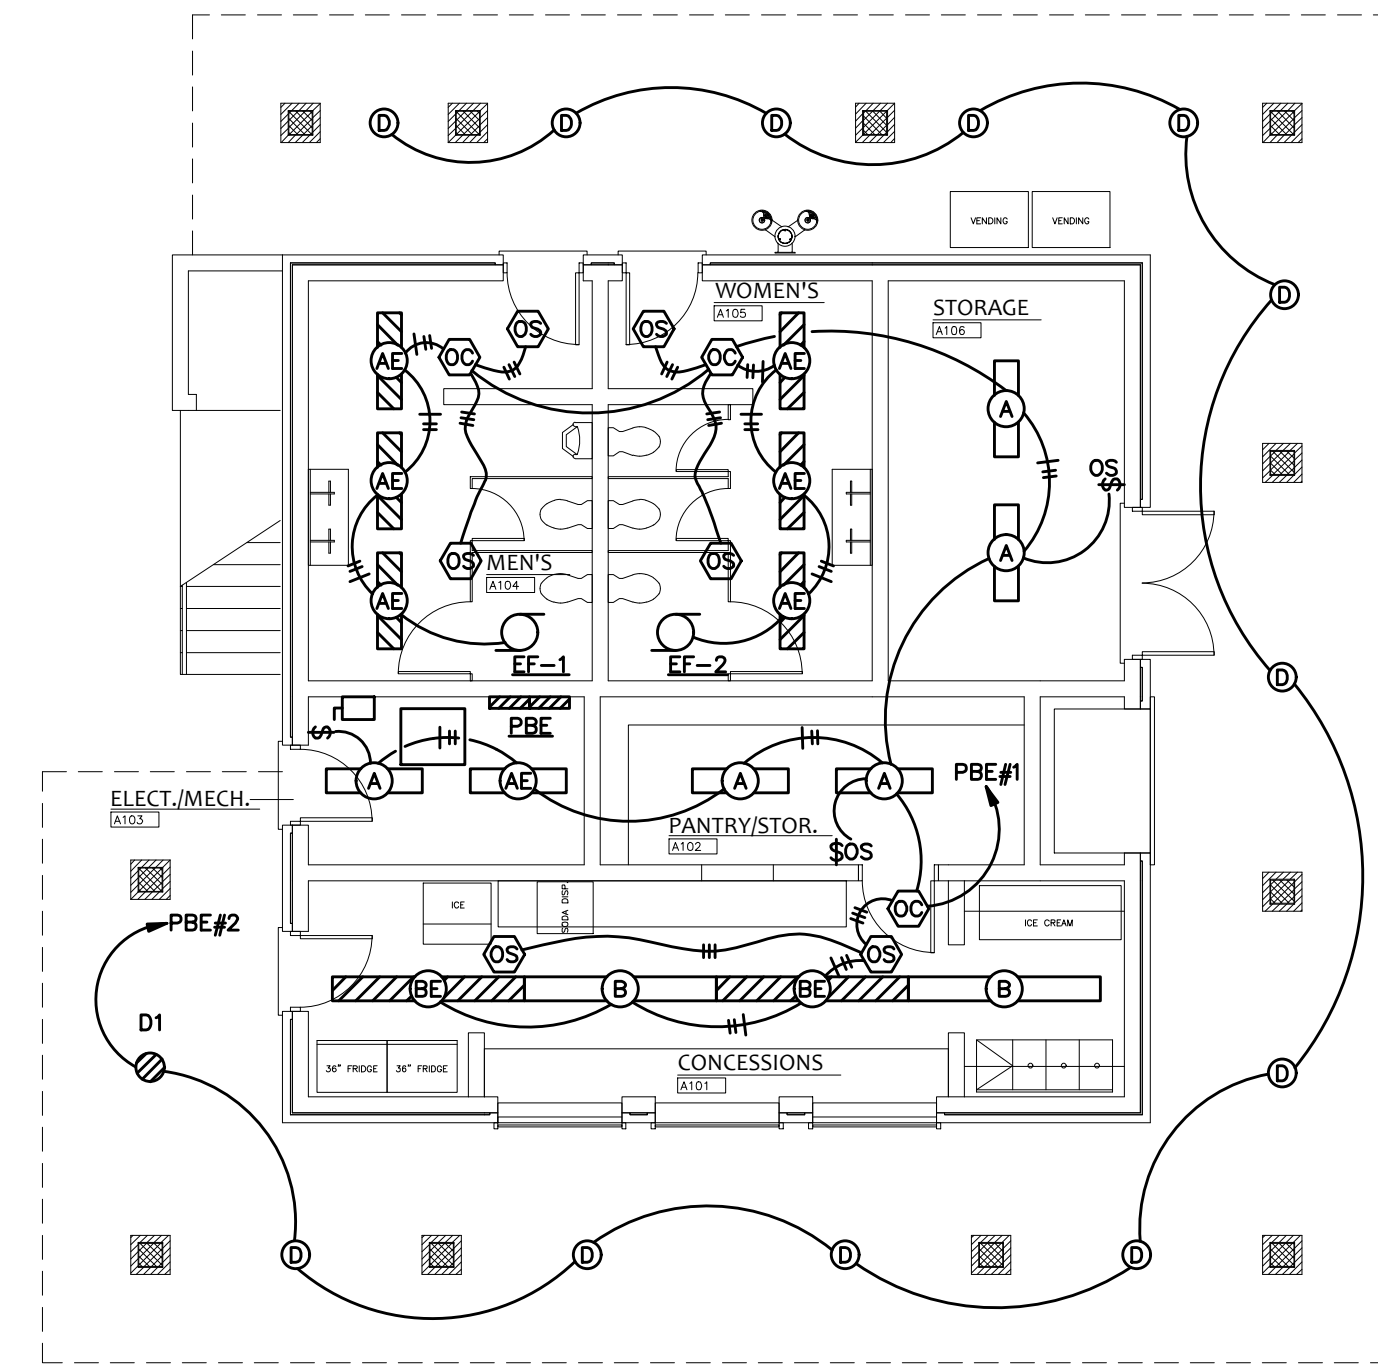 D D D D D
VENDING VENDING
D
WOMEN'S
A105
STORAGE
A106
OS OS
OC OC
AE AE
A
OS
$
AE AE
A
OS OS
MEN'S
A104
AE AE
EF-1 EF-2
D
PBE
$
A AE A A
PBE#1
ELECT./MECH.
A103
PANTRY/STOR.
A102
$OS
ICE
SODA DISP.
OC
ICE CREAM
PBE#2
OS OS
BE B BE B
D1
36" FRIDGE 36" FRIDGE
CONCESSIONS
A101
D
D D D D